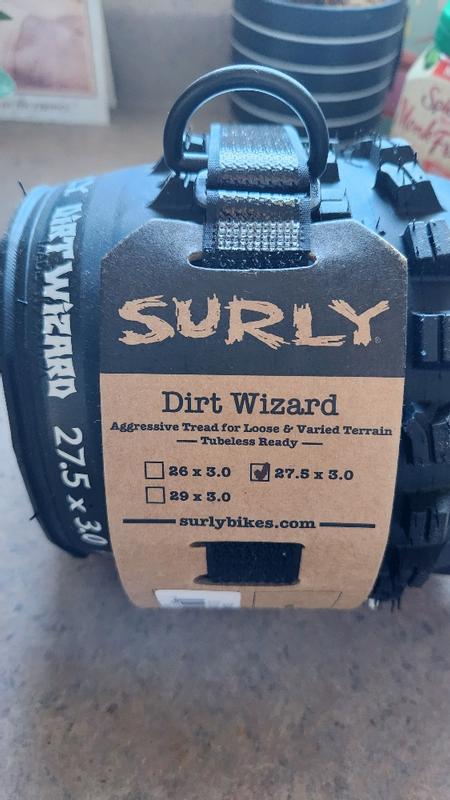 SURLY
Dirt Wizard
Aggressive Tread for Loose & Varied Terrain
Tubeless Ready
26 x 3.0
27.5 x 3.0
29 x 3.0
surlybikes.com
DIRT WIZARD 27.5 x 3.0